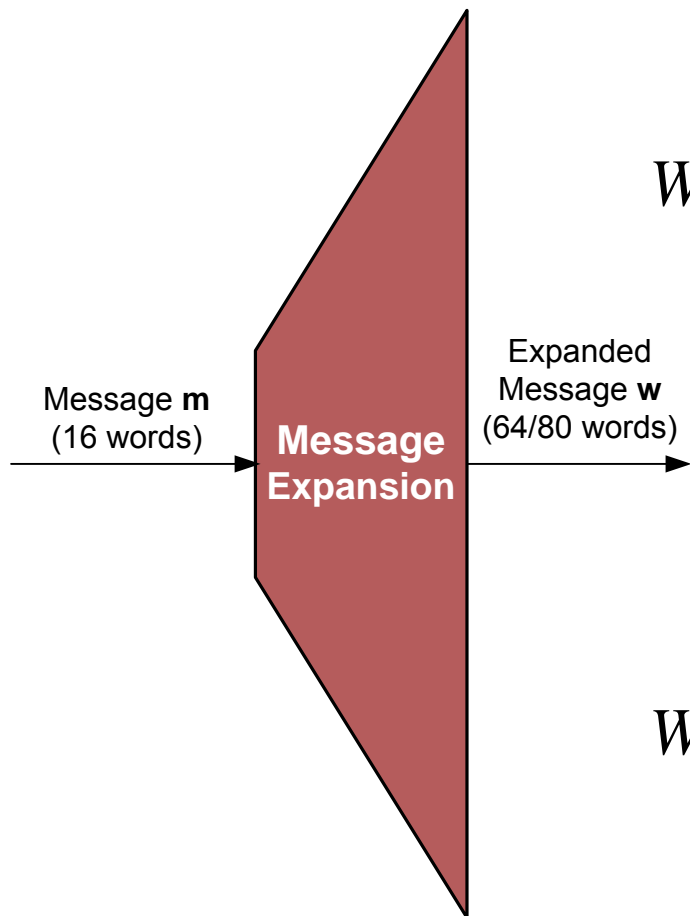 W
Message m
(16 words)
Message
Expansion
Expanded
Message w
(64/80 words)
W